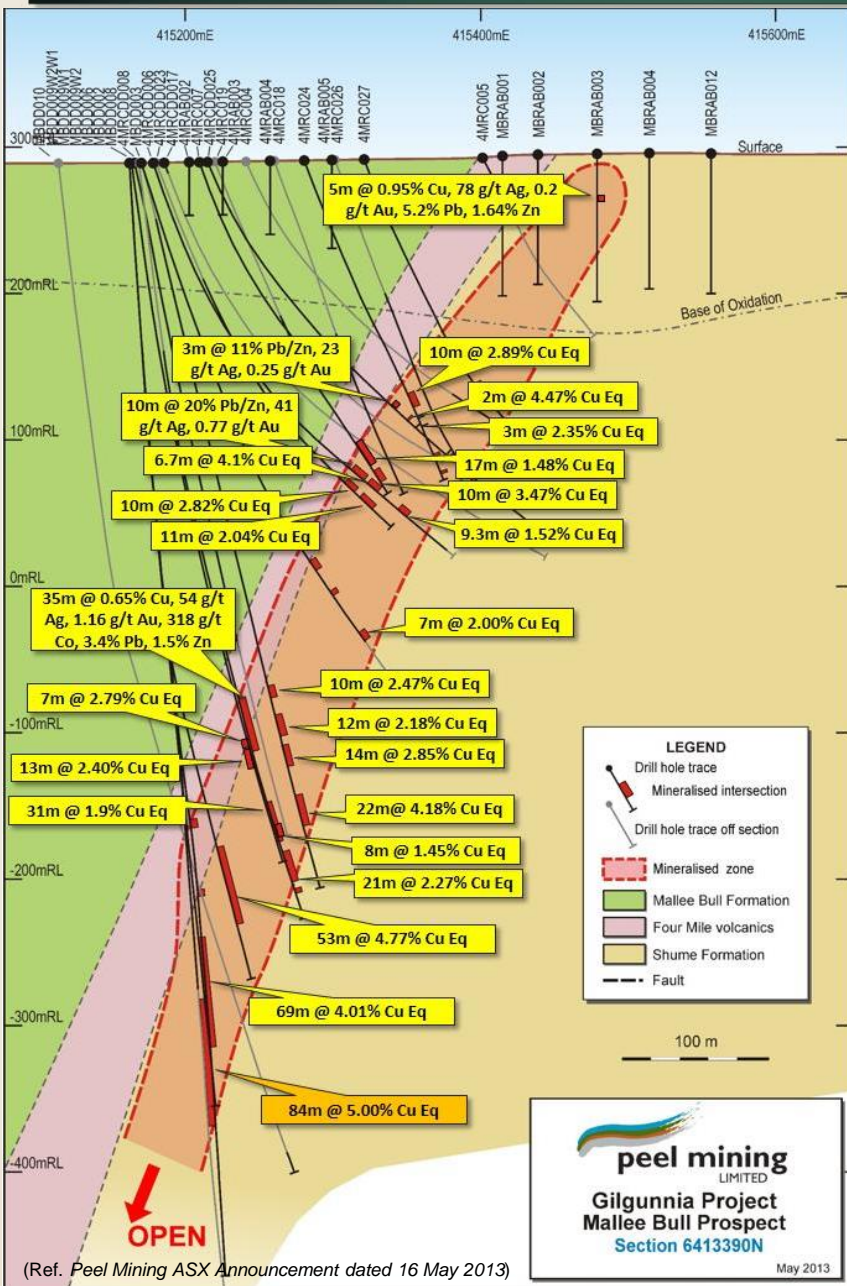 415200mE
415400mE
415600mE
MBDD010
MBDD009W2W1
MBDD009W1
MBDD009W2
4MRCDD008
MBDD003
4MRCDD006
4MRCDD023
4MRCDD017
4MRAB002
4MRCDD025
4MRC019
4MRAB003
4MRC004
4MRAB004
4MRC018
4MRC024
4MRAB005
4MRC026
4MRC027
4MRC005
MBRAB001
MBRAB002
MBRAB003
MBRAB004
MBRAB012
300mRL
Surface
5m @ 0.95% Cu, 78 g/t Ag, 0.2
g/t Au, 5.2% Pb, 1.64% Zn
200mRL
Base of Oxidation
3m @ 11% Pb/Zn, 23
g/t Ag, 0.25 g/t Au
10m @ 2.89% Cu Eq
2m @ 4.47% Cu Eq
10m @ 20% Pb/Zn, 41
g/t Ag, 0.77 g/t Au
3m @ 2.35% Cu Eq
100mRL
6.7m @ 4.1% Cu Eq
17m @ 1.48% Cu Eq
10m @ 2.82% Cu Eq
10m @ 3.47% Cu Eq
11m @ 2.04% Cu Eq
9.3m @ 1.52% Cu Eq
0mRL
35m @ 0.65% Cu, 54 g/t
Ag, 1.16 g/t Au, 318 g/t
Co, 3.4% Pb, 1.5% Zn
7m @ 2.00% Cu Eq
7m @ 2.79% Cu Eq
10m @ 2.47% Cu Eq
-100mRL
12m @ 2.18% Cu Eq
13m @ 2.40% Cu Eq
14m @ 2.85% Cu Eq
31m @ 1.9% Cu Eq
22m@ 4.18% Cu Eq
8m @ 1.45% Cu Eq
-200mRL
21m @ 2.27% Cu Eq
53m @ 4.77% Cu Eq
69m @ 4.01% Cu Eq
-300mRL
84m @ 5.00% Cu Eq
-400mRL
OPEN
LEGEND
Drill hole trace
Mineralised intersection
Drill hole trace off section
Mineralised zone
Mallee Bull Formation
Four Mile volcanics
Shume Formation
Fault
100 m
peel mining
LIMITED
Gilgunnia Project
Mallee Bull Prospect
Section 6413390N
May 2013
(Ref. Peel Mining ASX Announcement dated 16 May 2013)